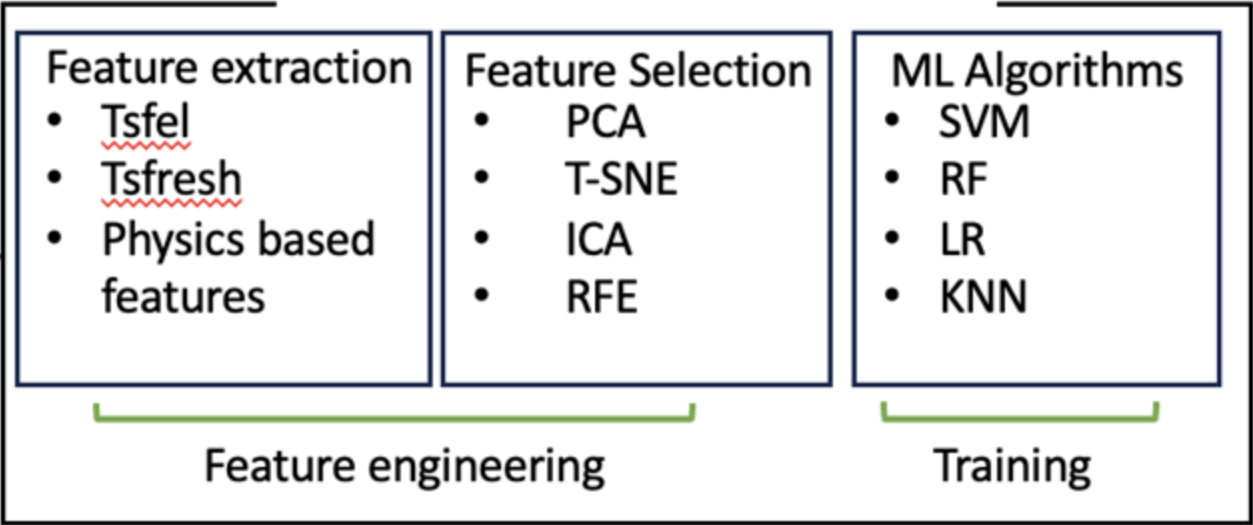 Feature extraction
• Tsfel
• Tsfresh
• Physics based
features
Feature Selection
• PCA
• T-SNE
• ICA
• RFE
ML Algorithms
• SVM
• RF
• LR
• KNN
Feature engineering
Training